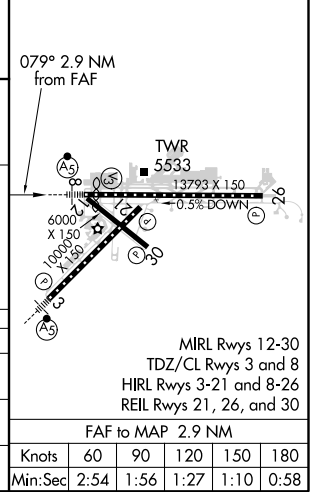 079° 2.9 NM
from FAF
A5
V3
TWR
5533
8
13793 X 150
26
0.5% DOWN
P
12
21
6000
X 150
P
10000
X 150
P
P
30
3
A5
MIRL Rwys 12-30
TDZ/CL Rwys 3 and 8
HIRL Rwys 3-21 and 8-26
REIL Rwys 21, 26, and 30
FAF to MAP 2.9 NM
Knots 60 90 120 150 180
Min:Sec 2:54 1:56 1:27 1:10 0:58